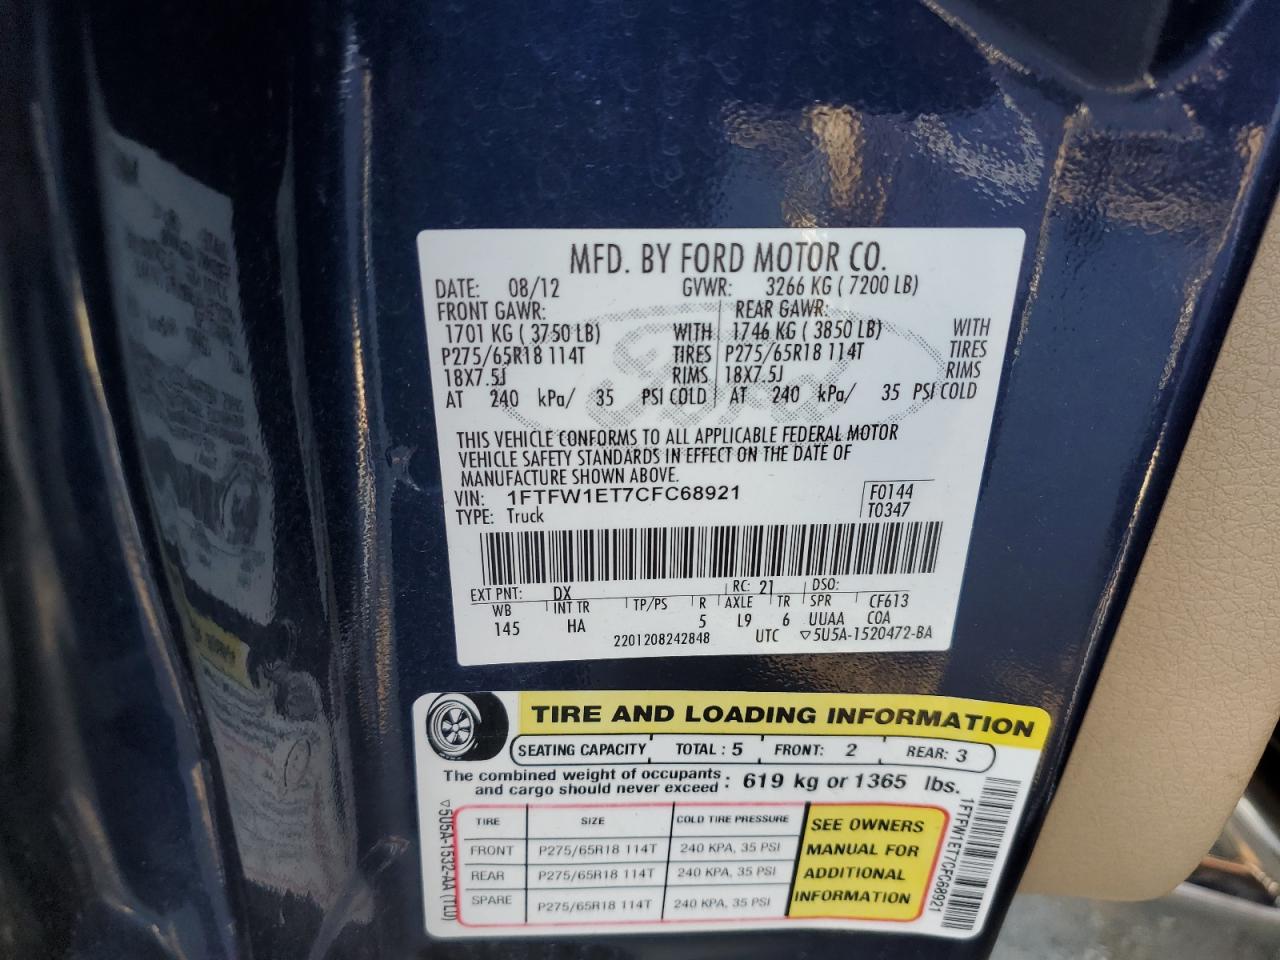 MFD. BY FORD MOTOR CO.
DATE: 08/12 GVWR: 3266 KG ( 7200 LB)
FRONT GAWR: REAR GAWR:
1701 KG ( 3750 LB) WITH 1746 KG ( 3850 LB) WITH
P275/65R18 114T TIRES P275/65R18 114T TIRES
18X7.5J RIMS 18X7.5J RIMS
AT 240 kPa/ 35 PSI COLD AT 240 kPa/ 35 PSI COLD
Ford
THIS VEHICLE CONFORMS TO ALL APPLICABLE FEDERAL MOTOR
VEHICLE SAFETY STANDARDS IN EFFECT ON THE DATE OF
MANUFACTURE SHOWN ABOVE.
VIN: 1FTFW1ET7CFC68921 F0144
TYPE: Truck T0347
EXT PNT: DX RC: 21 DSO:
WB INT TR TP/PS R AXLE TR SPR CF613
145 HA 5 L9 6 UUAA COA
2201208242848 UTC ▽5U5A-1520472-BA
TIRE AND LOADING INFORMATION
SEATING CAPACITY TOTAL : 5 FRONT: 2 REAR: 3
The combined weight of occupants
and cargo should never exceed : 619 kg or 1365 lbs.
TIRE SIZE COLD TIRE PRESSURE
FRONT P275/65R18 114T 240 KPA, 35 PSI
REAR P275/65R18 114T 240 KPA, 35 PSI
SPARE P275/65R18 114T 240 KPA, 35 PSI
SEE OWNERS
MANUAL FOR
ADDITIONAL
INFORMATION
▽5U5A-1532-AA (TLD)
1FTFW1ET7CFC68921